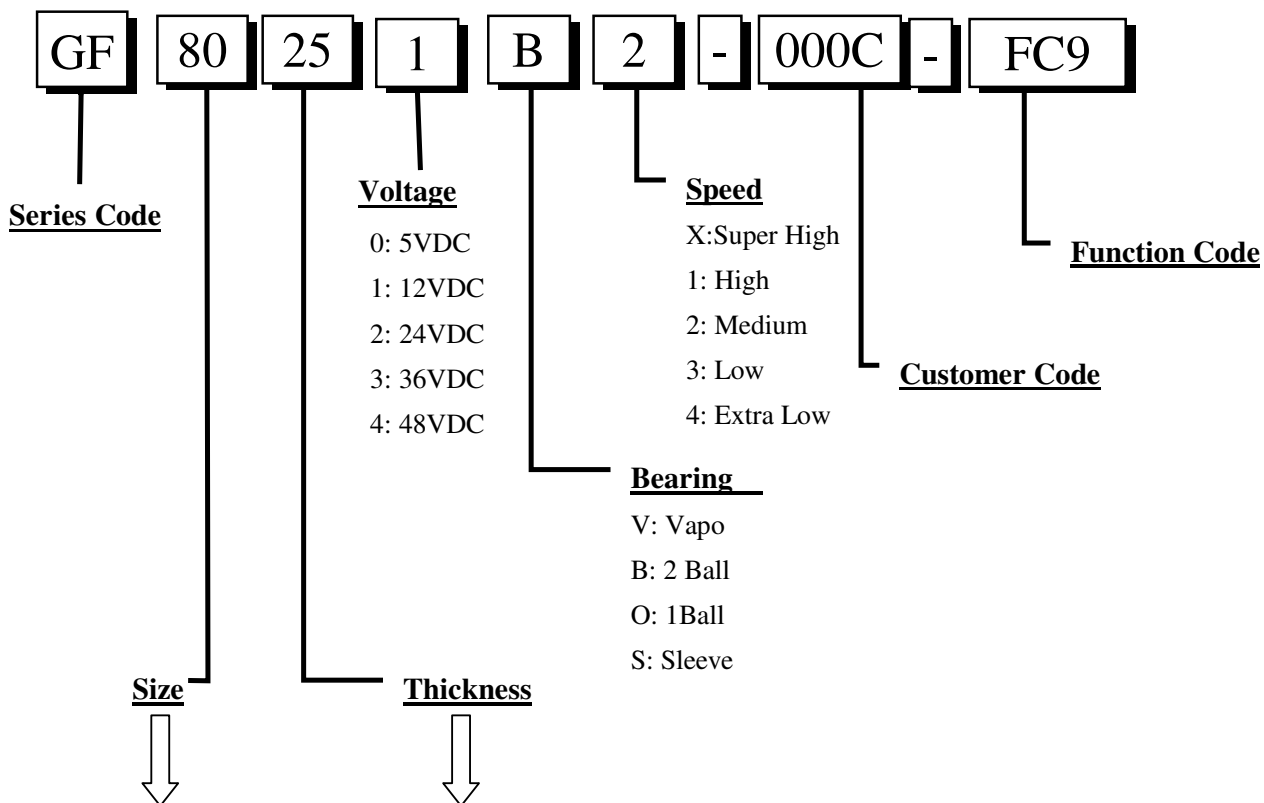 GF 80 25 1 B 2 - 000C - FC9
Series Code
Voltage
0: 5VDC
1: 12VDC
2: 24VDC
3: 36VDC
4: 48VDC
Speed
X:Super High
1: High
2: Medium
3: Low
4: Extra Low
Function Code
Customer Code
Bearing
V: Vapo
B: 2 Ball
O: 1Ball
S: Sleeve
Size
Thickness